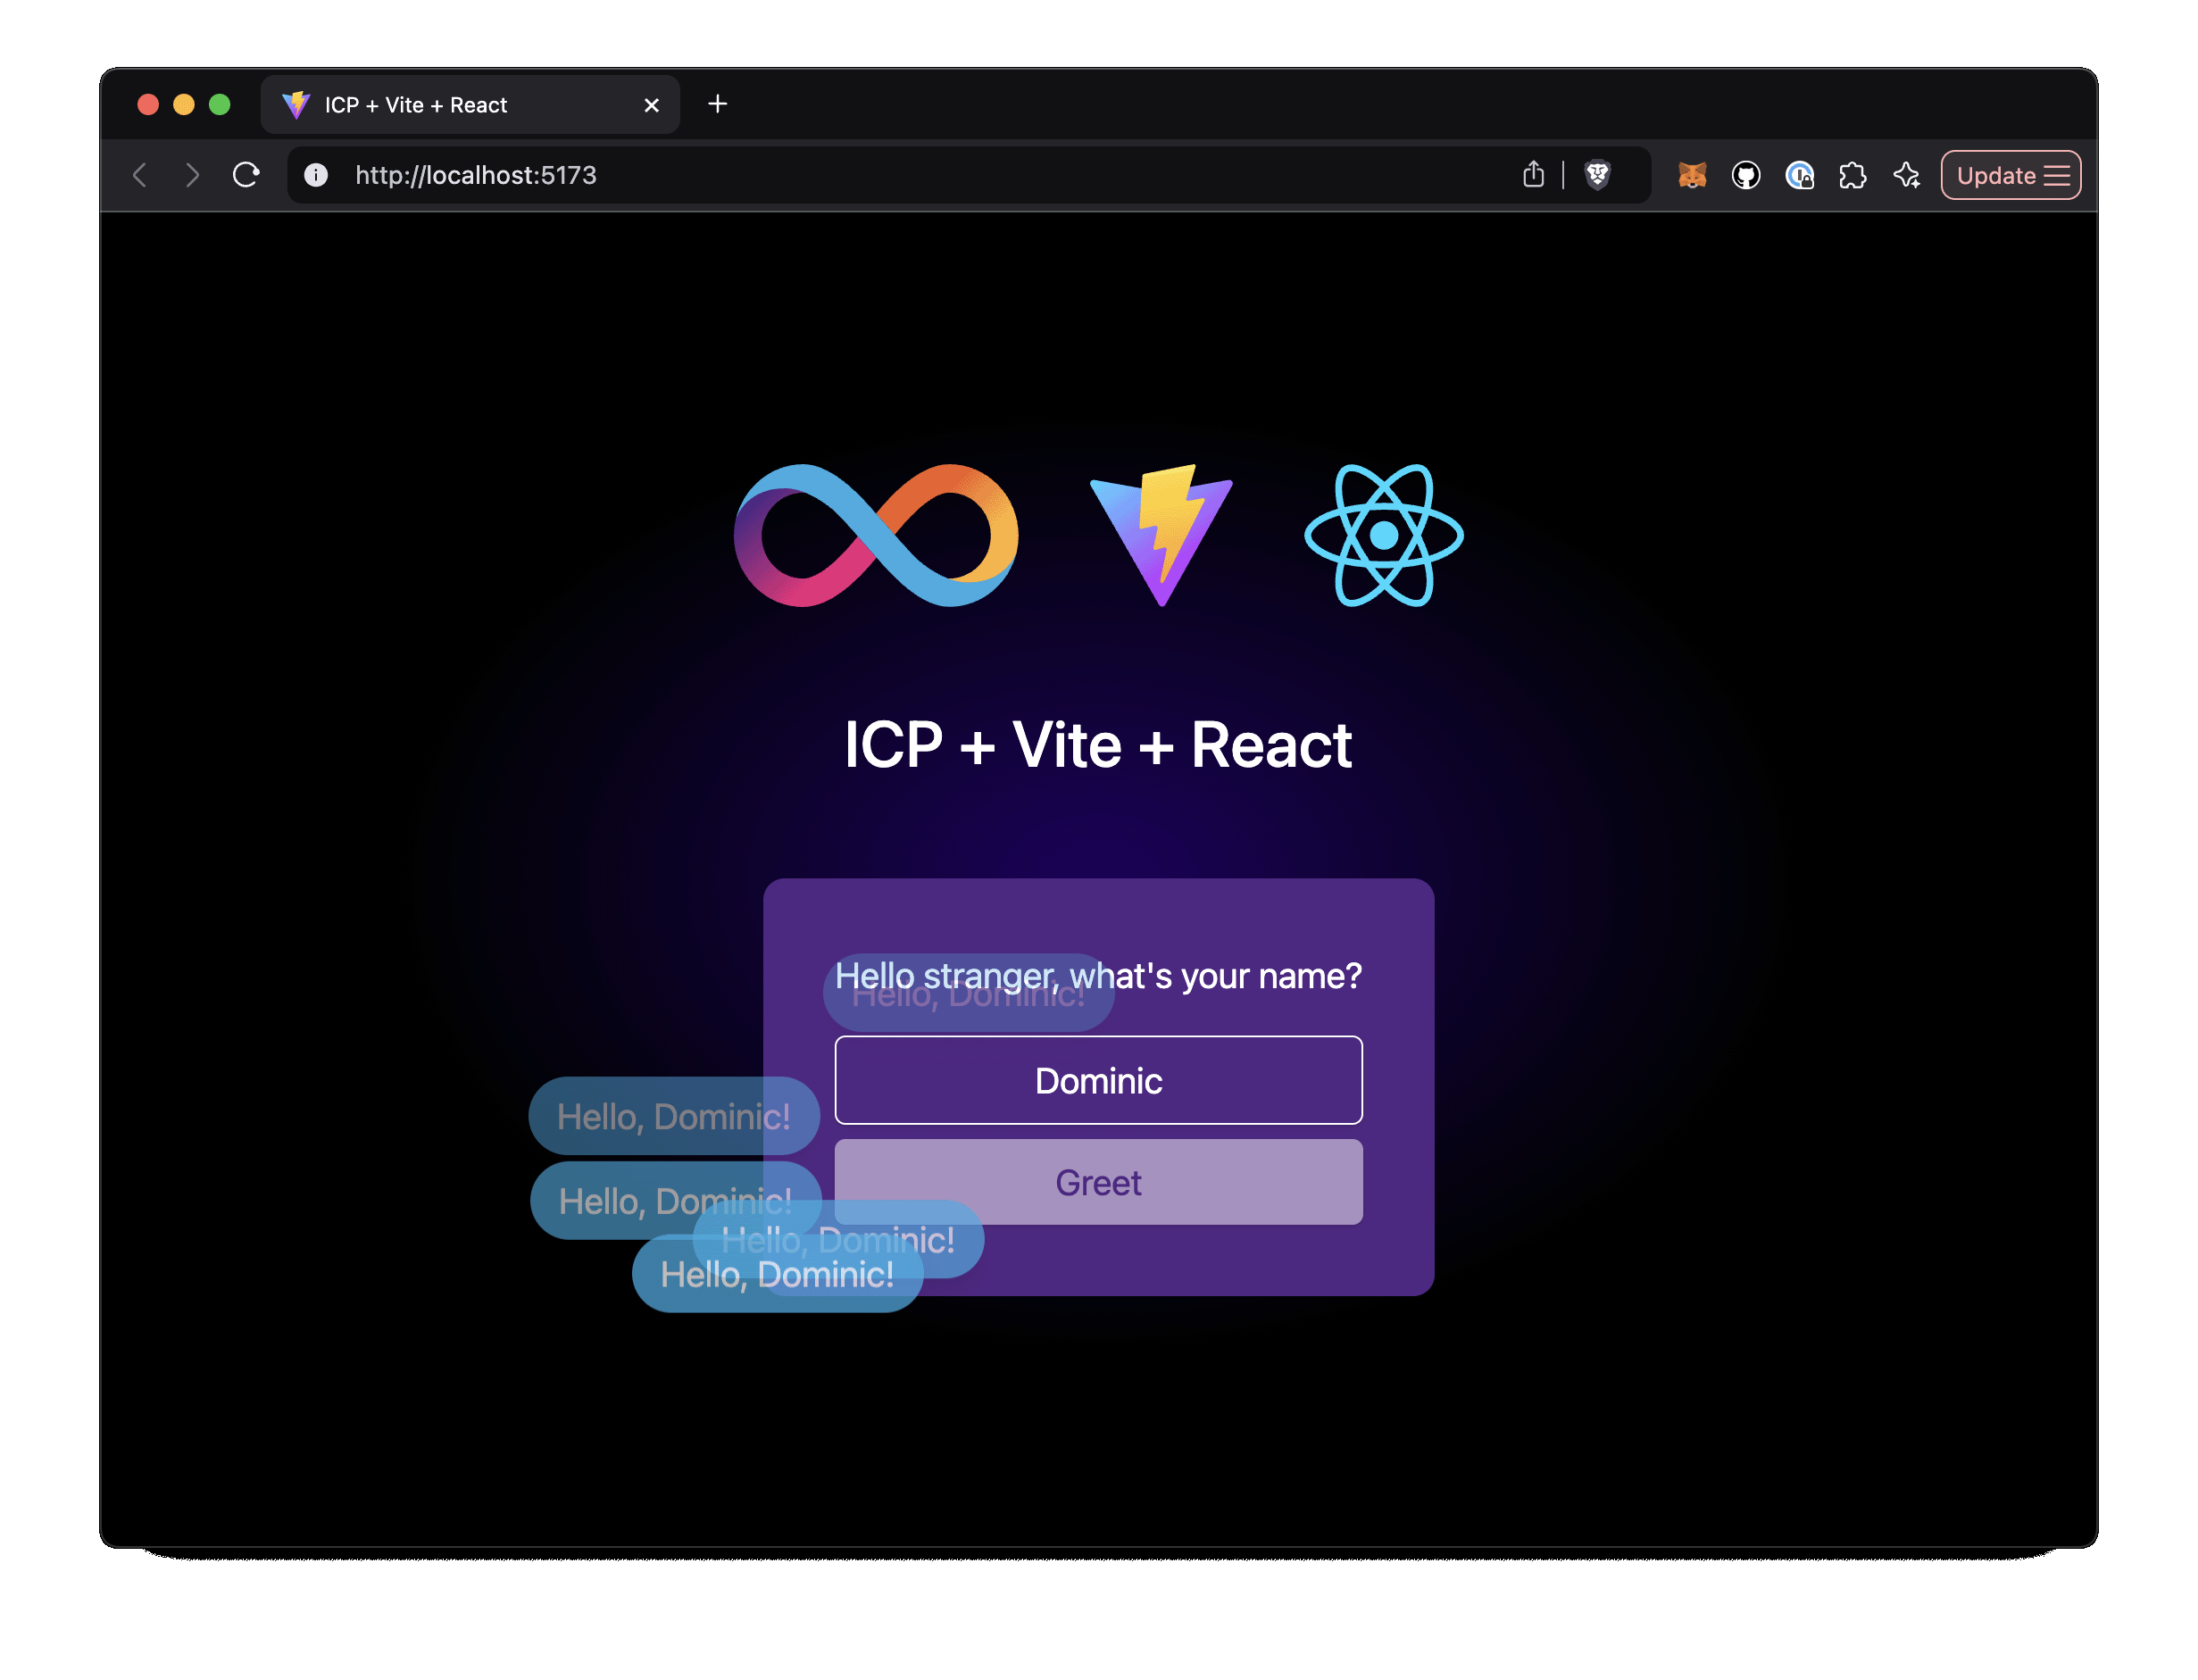 ICP + Vite + React
http://localhost:5173
Update
ICP + Vite + React
Hello stranger, what's your name?
Hello, Dominic!
Dominic
Hello, Dominic!
Greet
Hello, Dominic!
Hello, Dominic!
Hello, Dominic!